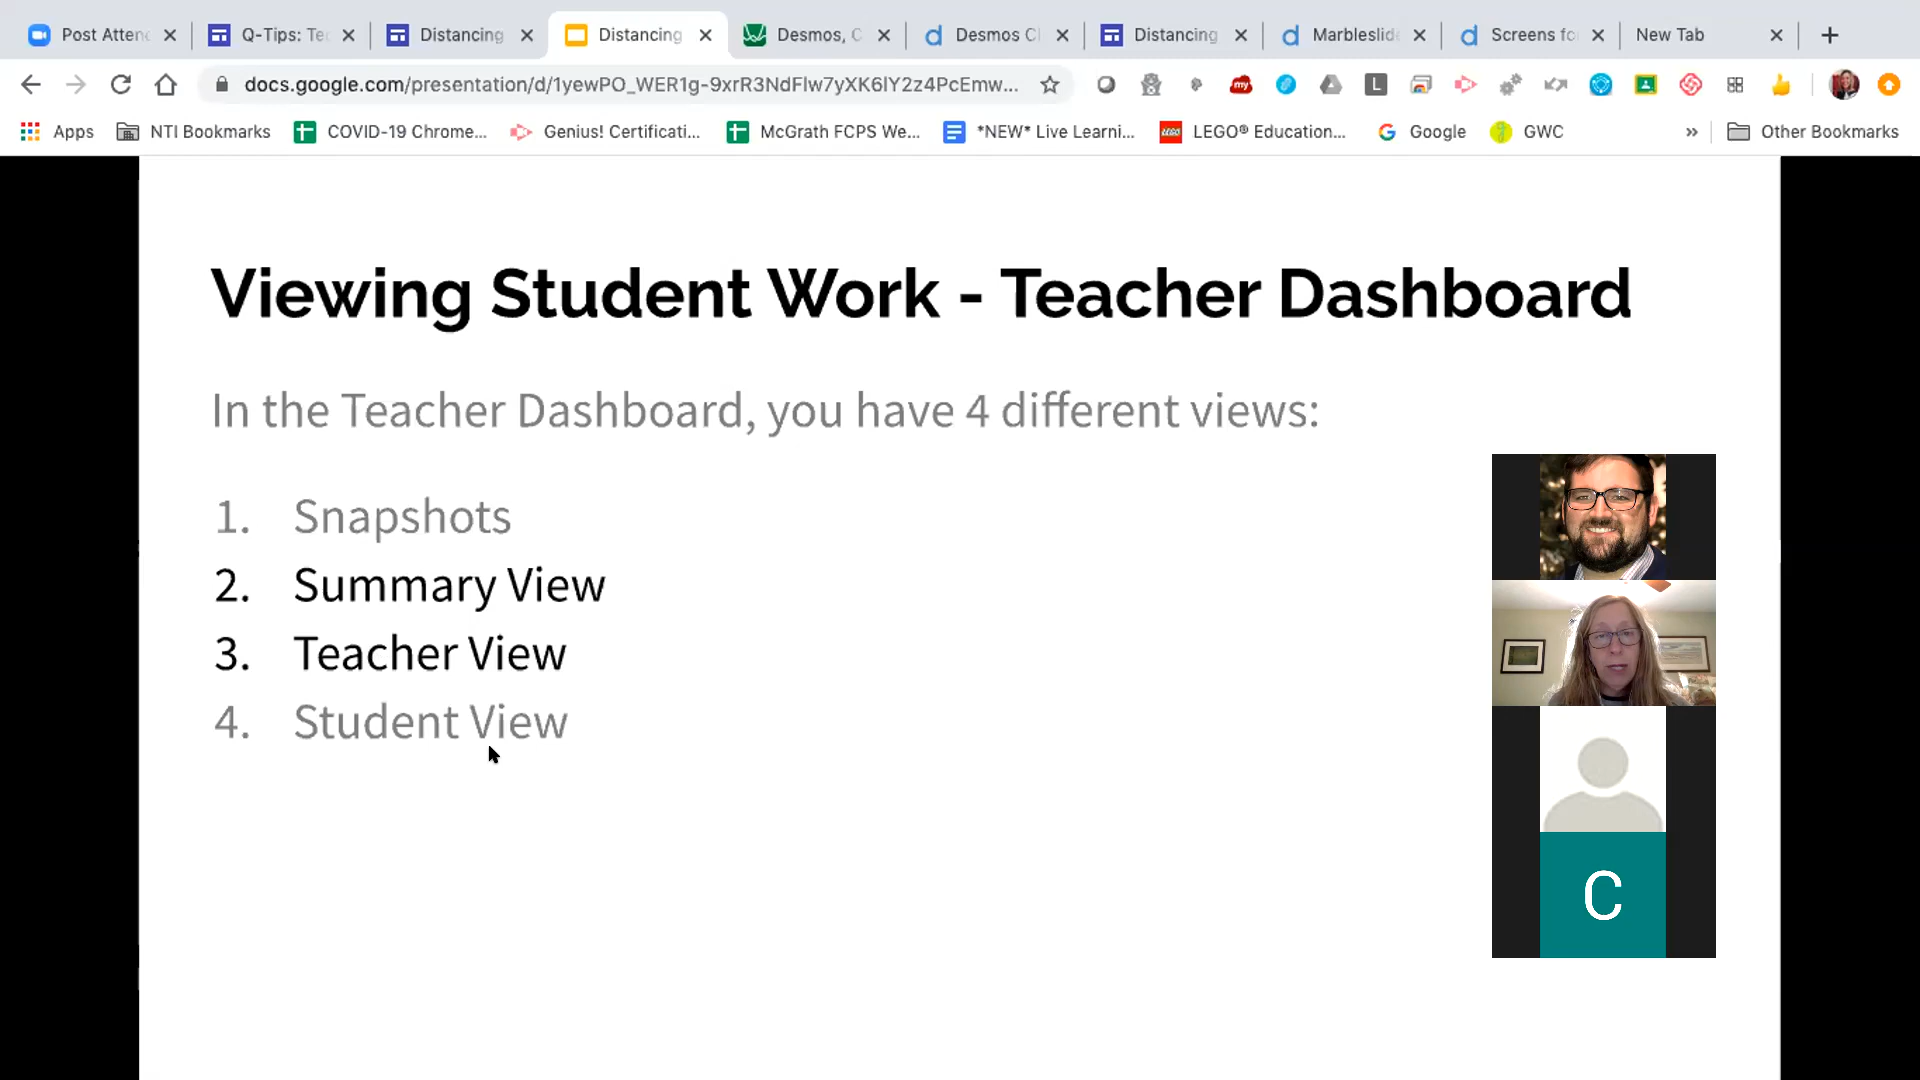 Post Atten
Q-Tips: Te
Distancing
Distancing
Desmos, C
Desmos Cl
Distancing
Marbleslid
Screens fo
New Tab
docs.google.com/presentation/d/1yewPO_WER1g-9xrR3NdFlw7yXK6lY2z4PcEmw...
my
L
Apps
NTI Bookmarks
COVID-19 Chrome...
Genius! Certificati...
McGrath FCPS We...
*NEW* Live Learni...
LEGO® Education...
Google
GWC
»
Other Bookmarks
Viewing Student Work - Teacher Dashboard
In the Teacher Dashboard, you have 4 different views:
1. Snapshots
2. Summary View
3. Teacher View
4. Student View
C